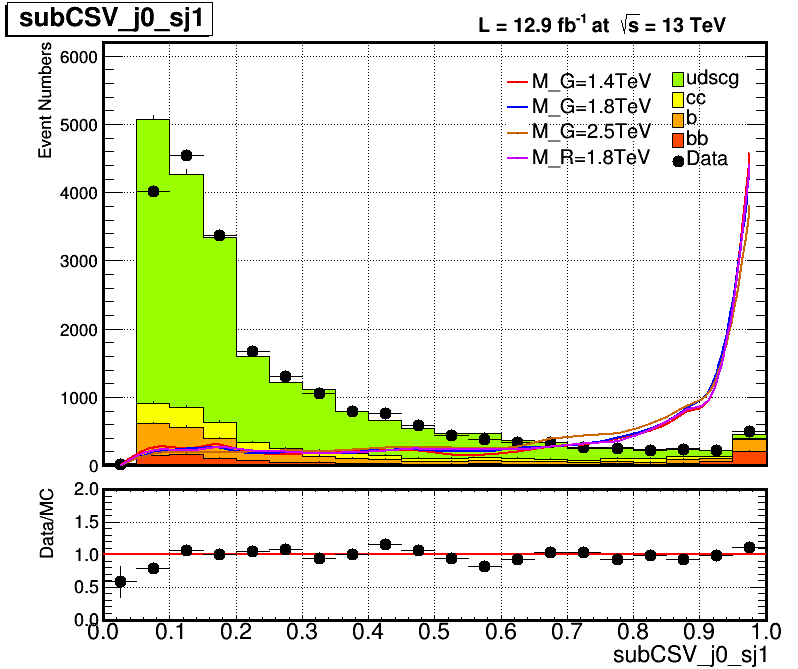 subCSV_j0_sj1
L = 12.9 fb⁻¹ at √s = 13 TeV
Event Numbers
6000
5000
4000
3000
2000
1000
0
M_G=1.4TeV
M_G=1.8TeV
M_G=2.5TeV
M_R=1.8TeV
udscg
cc
b
bb
Data
Data/MC
2.0
1.5
1.0
0.5
0.0
0.0 0.1 0.2 0.3 0.4 0.5 0.6 0.7 0.8 0.9 1.0
subCSV_j0_sj1